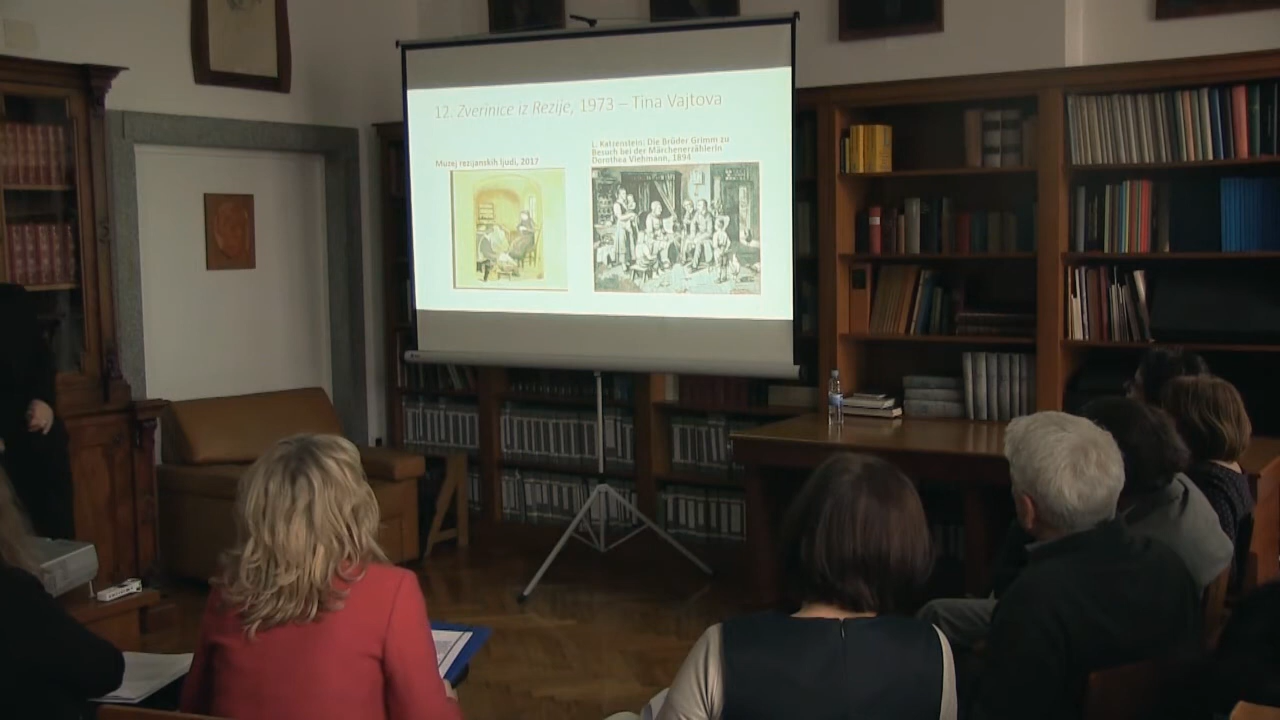 12. Zverinice iz Rezije, 1973 – Tina Vajtova
Muzej rezijanskih ljudi, 2017
L. Katzenstein: Die Brüder Grimm zu
Besuch bei der Märchenerzählerin
Dorothea Viehmann, 1894